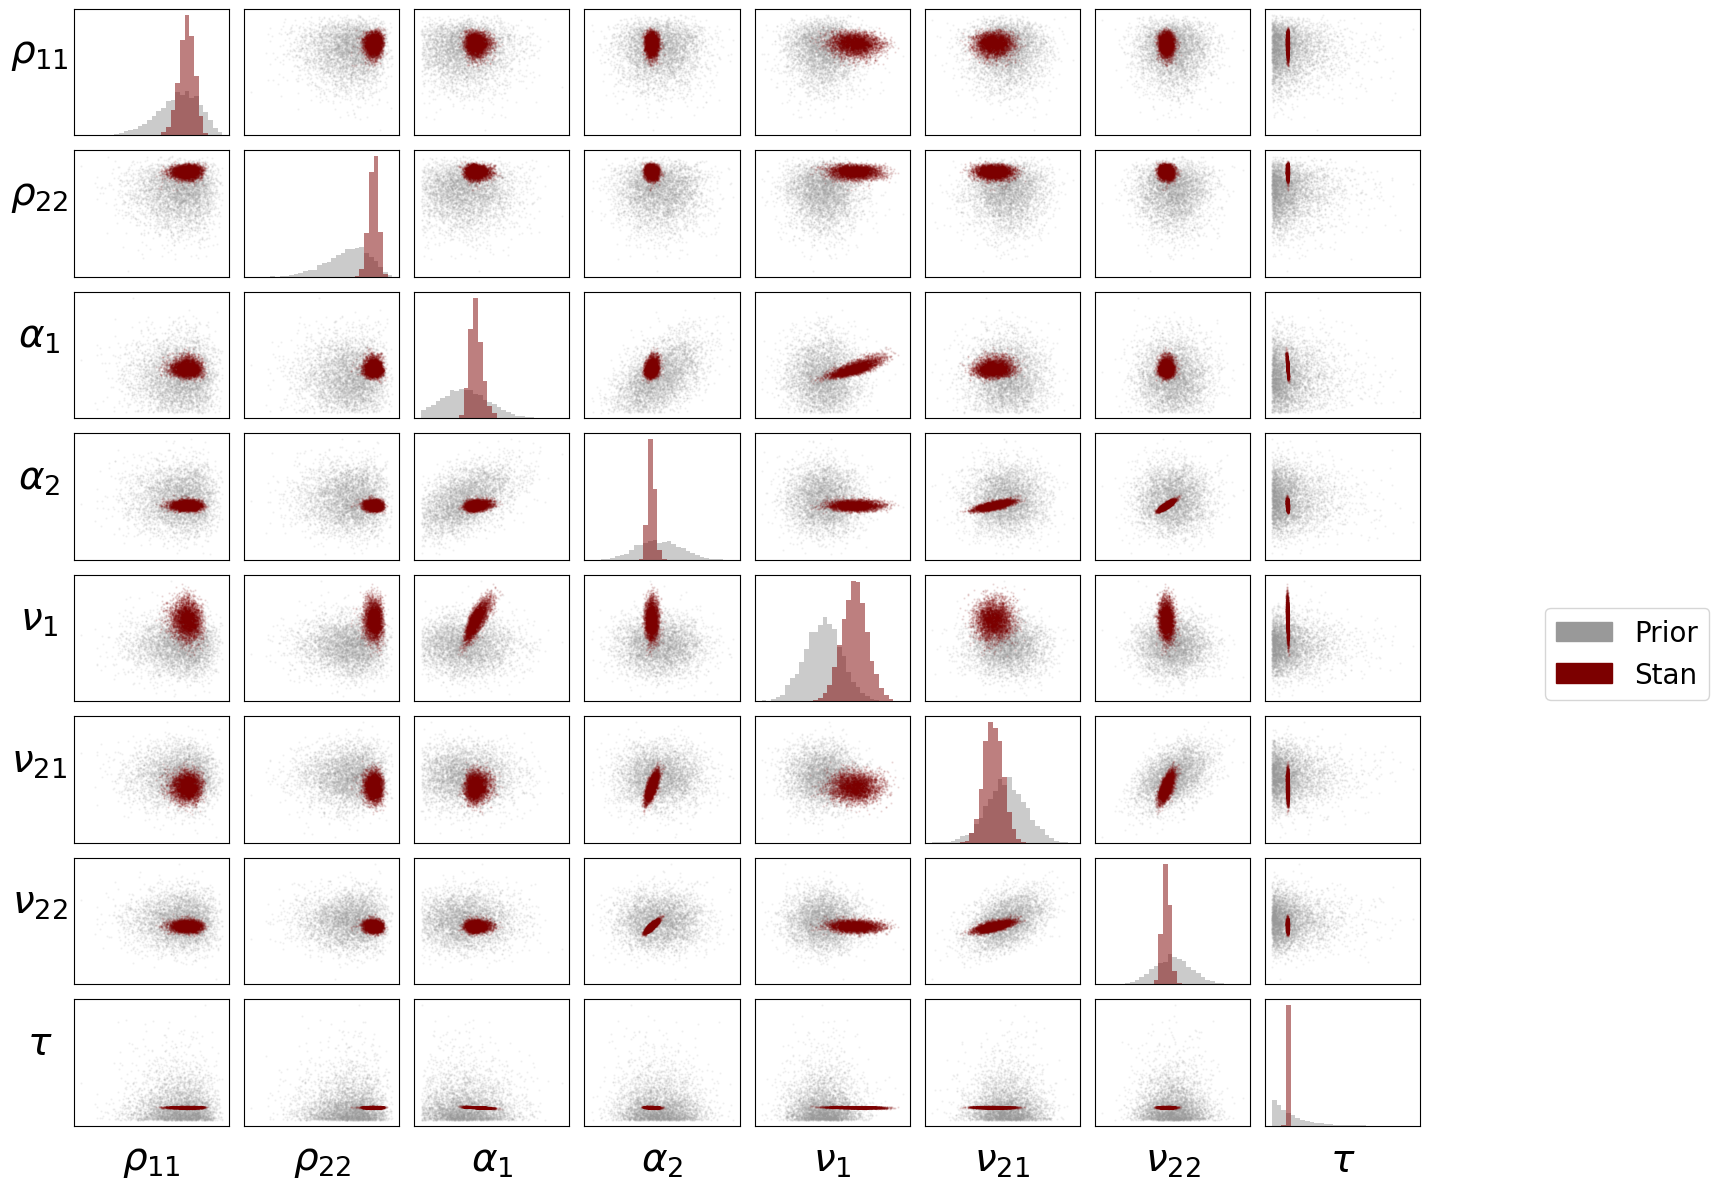 ρ₁₁
ρ₂₂
α₁
α₂
ν₁
ν₂₁
ν₂₂
τ
ρ₁₁ ρ₂₂ α₁ α₂ ν₁ ν₂₁ ν₂₂ τ
Prior
Stan